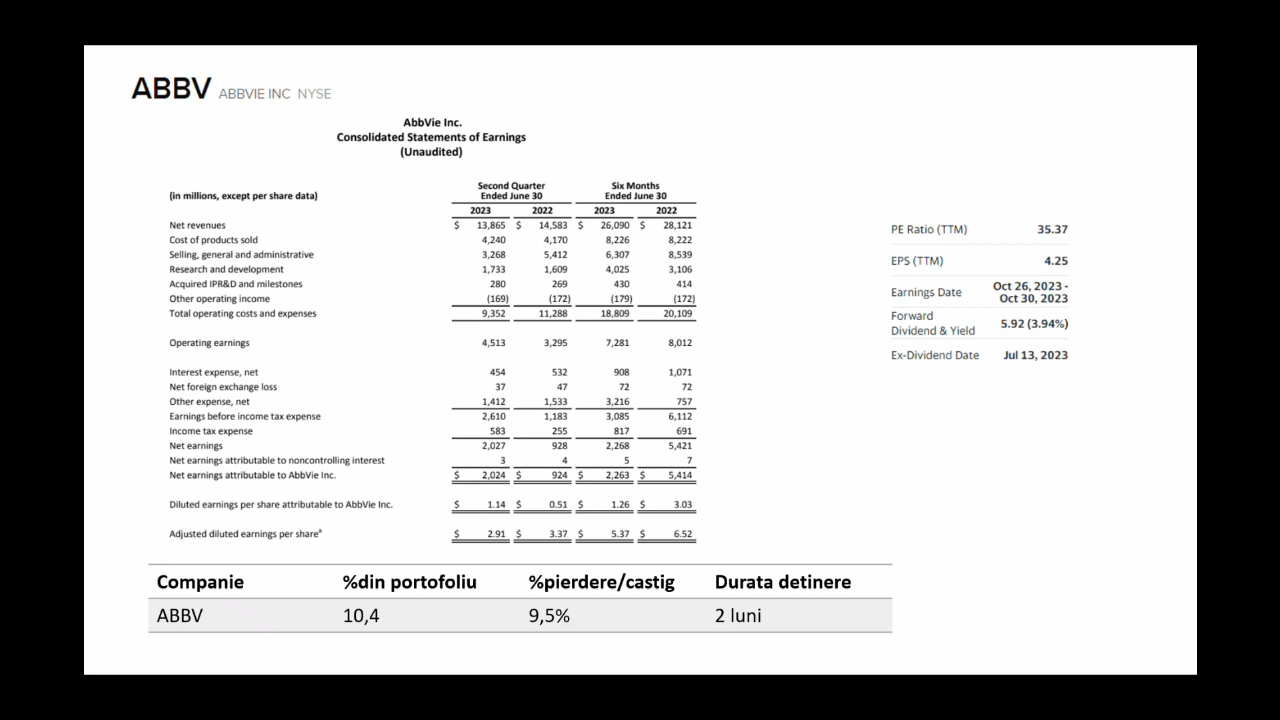 ABBV ABBVIE INC NYSE
AbbVie Inc.
Consolidated Statements of Earnings
(Unaudited)
Second Quarter Six Months
(in millions, except per share data) Ended June 30 Ended June 30
2023 2022 2023 2022
Net revenues $ 13,865 $ 14,583 $ 26,090 $ 28,121
Cost of products sold 4,240 4,170 8,226 8,222
Selling, general and administrative 3,268 5,412 6,307 8,539
Research and development 1,733 1,609 4,025 3,106
Acquired IPR&D and milestones 280 269 430 414
Other operating income (169) (172) (179) (172)
Total operating costs and expenses 9,352 11,288 18,809 20,109
Operating earnings 4,513 3,295 7,281 8,012
Interest expense, net 454 532 908 1,071
Net foreign exchange loss 37 47 72 72
Other expense, net 1,412 1,533 3,216 757
Earnings before income tax expense 2,610 1,183 3,085 6,112
Income tax expense 583 255 817 691
Net earnings 2,027 928 2,268 5,421
Net earnings attributable to noncontrolling interest 3 4 5 7
Net earnings attributable to AbbVie Inc. $ 2,024 $ 924 $ 2,263 $ 5,414
Diluted earnings per share attributable to AbbVie Inc. $ 1.14 $ 0.51 $ 1.26 $ 3.03
Adjusted diluted earnings per shareª $ 2.91 $ 3.37 $ 5.37 $ 6.52
PE Ratio (TTM) 35.37
EPS (TTM) 4.25
Earnings Date Oct 26, 2023 -
Oct 30, 2023
Forward
Dividend & Yield 5.92 (3.94%)
Ex-Dividend Date Jul 13, 2023
Companie %din portofoliu %pierdere/castig Durata detinere
ABBV 10,4 9,5% 2 luni